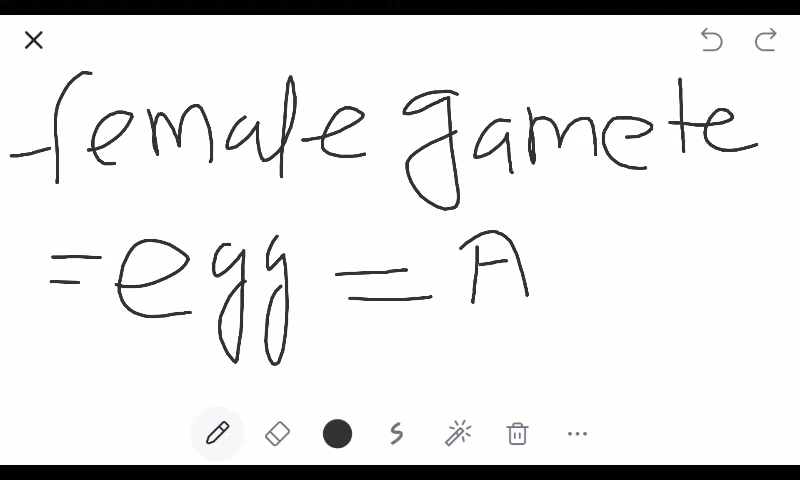 female gamete
= egg = A